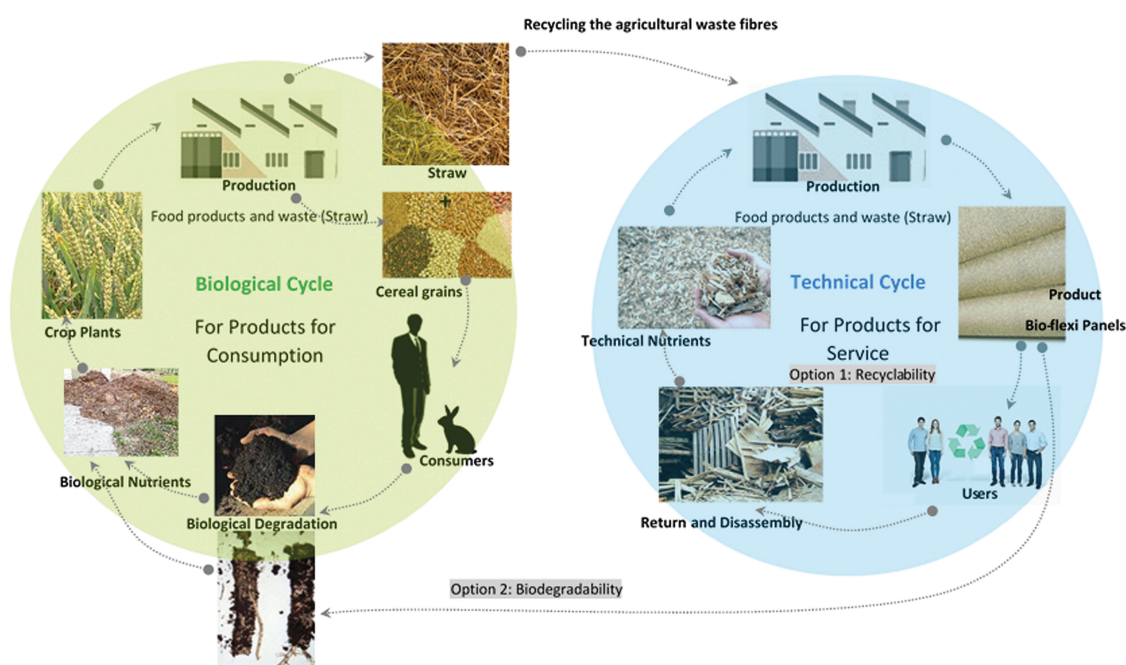 Recycling the agricultural waste fibres
Straw
Production
Food products and waste (Straw)
+
Cereal grains
Biological Cycle
For Products for
Consumption
Crop Plants
Biological Nutrients
Biological Degradation
Consumers
Production
Food products and waste (Straw)
Technical Cycle
For Products for
Service
Technical Nutrients
Product
Bio-flexi Panels
Option 1: Recyclability
Users
Return and Disassembly
Option 2: Biodegradability